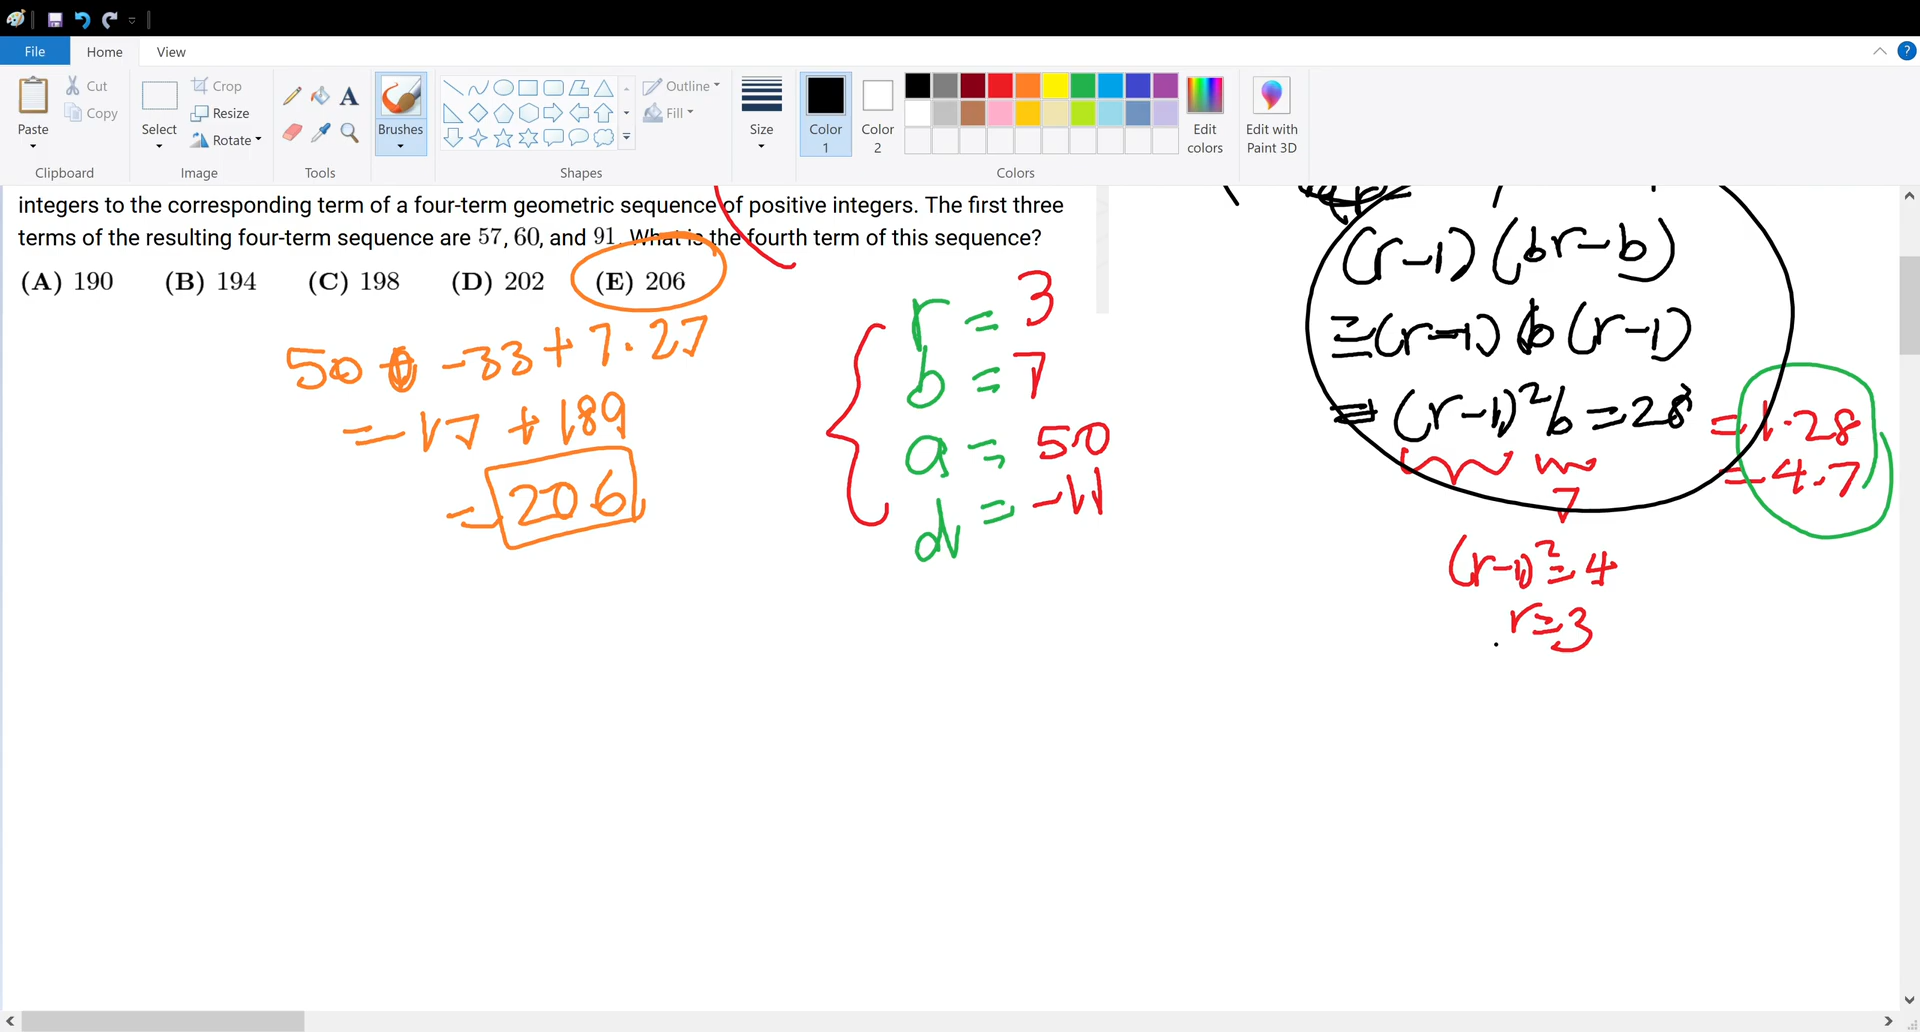 File Home View
Paste Cut Copy Clipboard
Select Crop Resize Rotate Image
A Tools
Brushes
Outline Fill Shapes
Size
Color 1 Color 2 Edit colors Edit with Paint 3D Colors
integers to the corresponding term of a four-term geometric sequence of positive integers. The first three
terms of the resulting four-term sequence are 57, 60, and 91. What is the fourth term of this sequence?
(A) 190 (B) 194 (C) 198 (D) 202 (E) 206
50 -33 + 7·27
= -17 + 189
= 206
r = 3
b = 7
a = 50
d = -11
(r-1)(br-b)
=(r-1) b (r-1)
= (r-1)²b = 28
= 1·28
= 4·7
7
(r-1)² = 4
r = 3